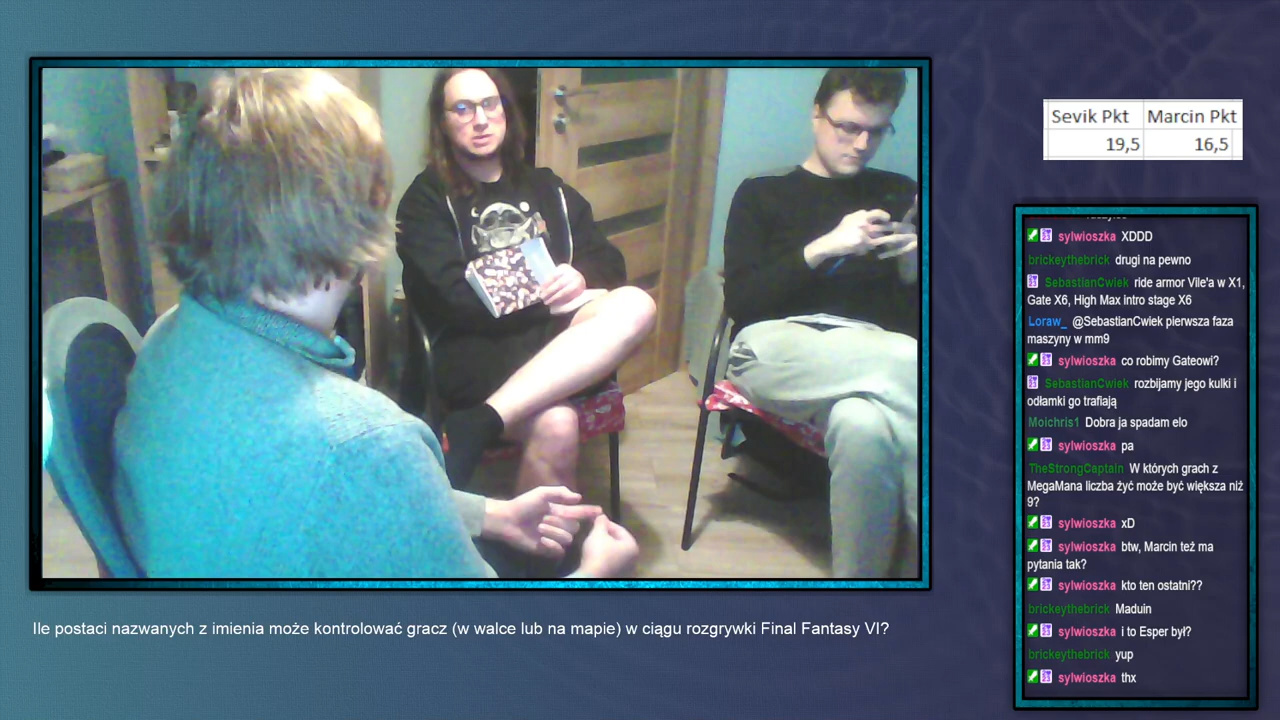 Sevik Pkt Marcin Pkt
19,5 16,5
sylwioszka XDDD
brickeythebrick drugi na pewno
SebastianCwiek ride armor Vile'a w X1,
Gate X6, High Max intro stage X6
Loraw_ @SebastianCwiek pierwsza faza
maszyny w mm9
sylwioszka co robimy Gateowi?
SebastianCwiek rozbijamy jego kulki i
odłamki go trafiają
Moichris1 Dobra ja spadam elo
sylwioszka pa
TheStrongCaptain W których grach z
MegaMana liczba żyć może być większa niż
9?
sylwioszka xD
sylwioszka btw, Marcin też ma
pytania tak?
sylwioszka kto ten ostatni??
brickeythebrick Maduin
sylwioszka i to Esper był?
brickeythebrick yup
sylwioszka thx
Ile postaci nazwanych z imienia może kontrolować gracz (w walce lub na mapie) w ciągu rozgrywki Final Fantasy VI?